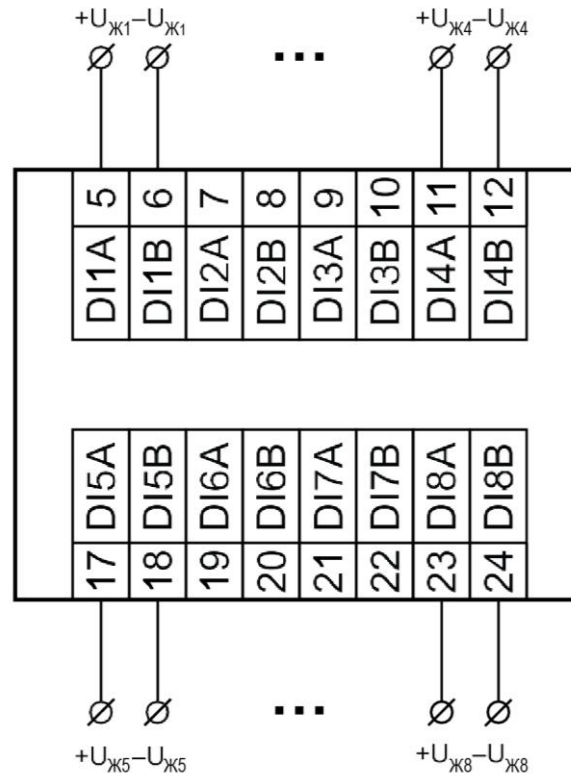 +Uж1–Uж1 ... +Uж4–Uж4
5 6 7 8 9 10 11 12
DI1A DI1B DI2A DI2B DI3A DI3B DI4A DI4B
DI5A DI5B DI6A DI6B DI7A DI7B DI8A DI8B
17 18 19 20 21 22 23 24
+Uж5–Uж5 ... +Uж8–Uж8